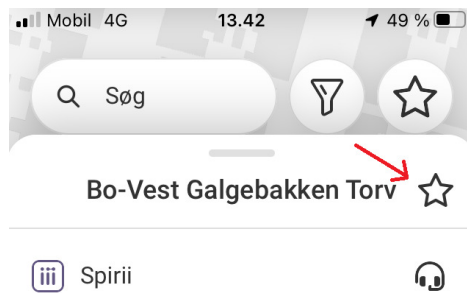 Mobil 4G 13.42 49 %
Søg
Bo-Vest Galgebakken Torv
Spirii